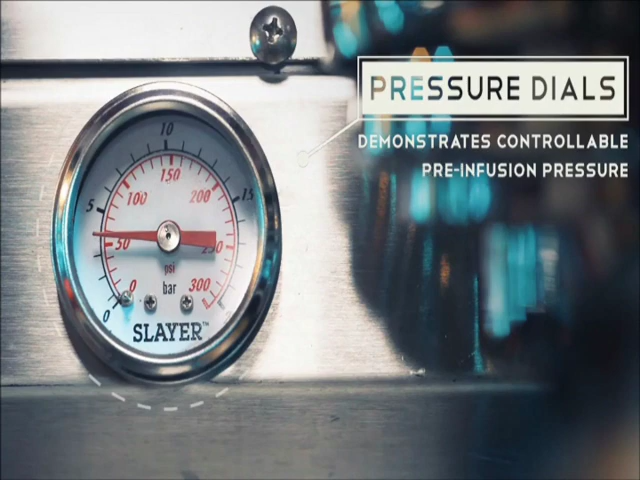 PRESSURE DIALS
DEMONSTRATES CONTROLLABLE
PRE-INFUSION PRESSURE
10
150
100
200
15
5
50
250
psi
0
bar
300
0
SLAYER™